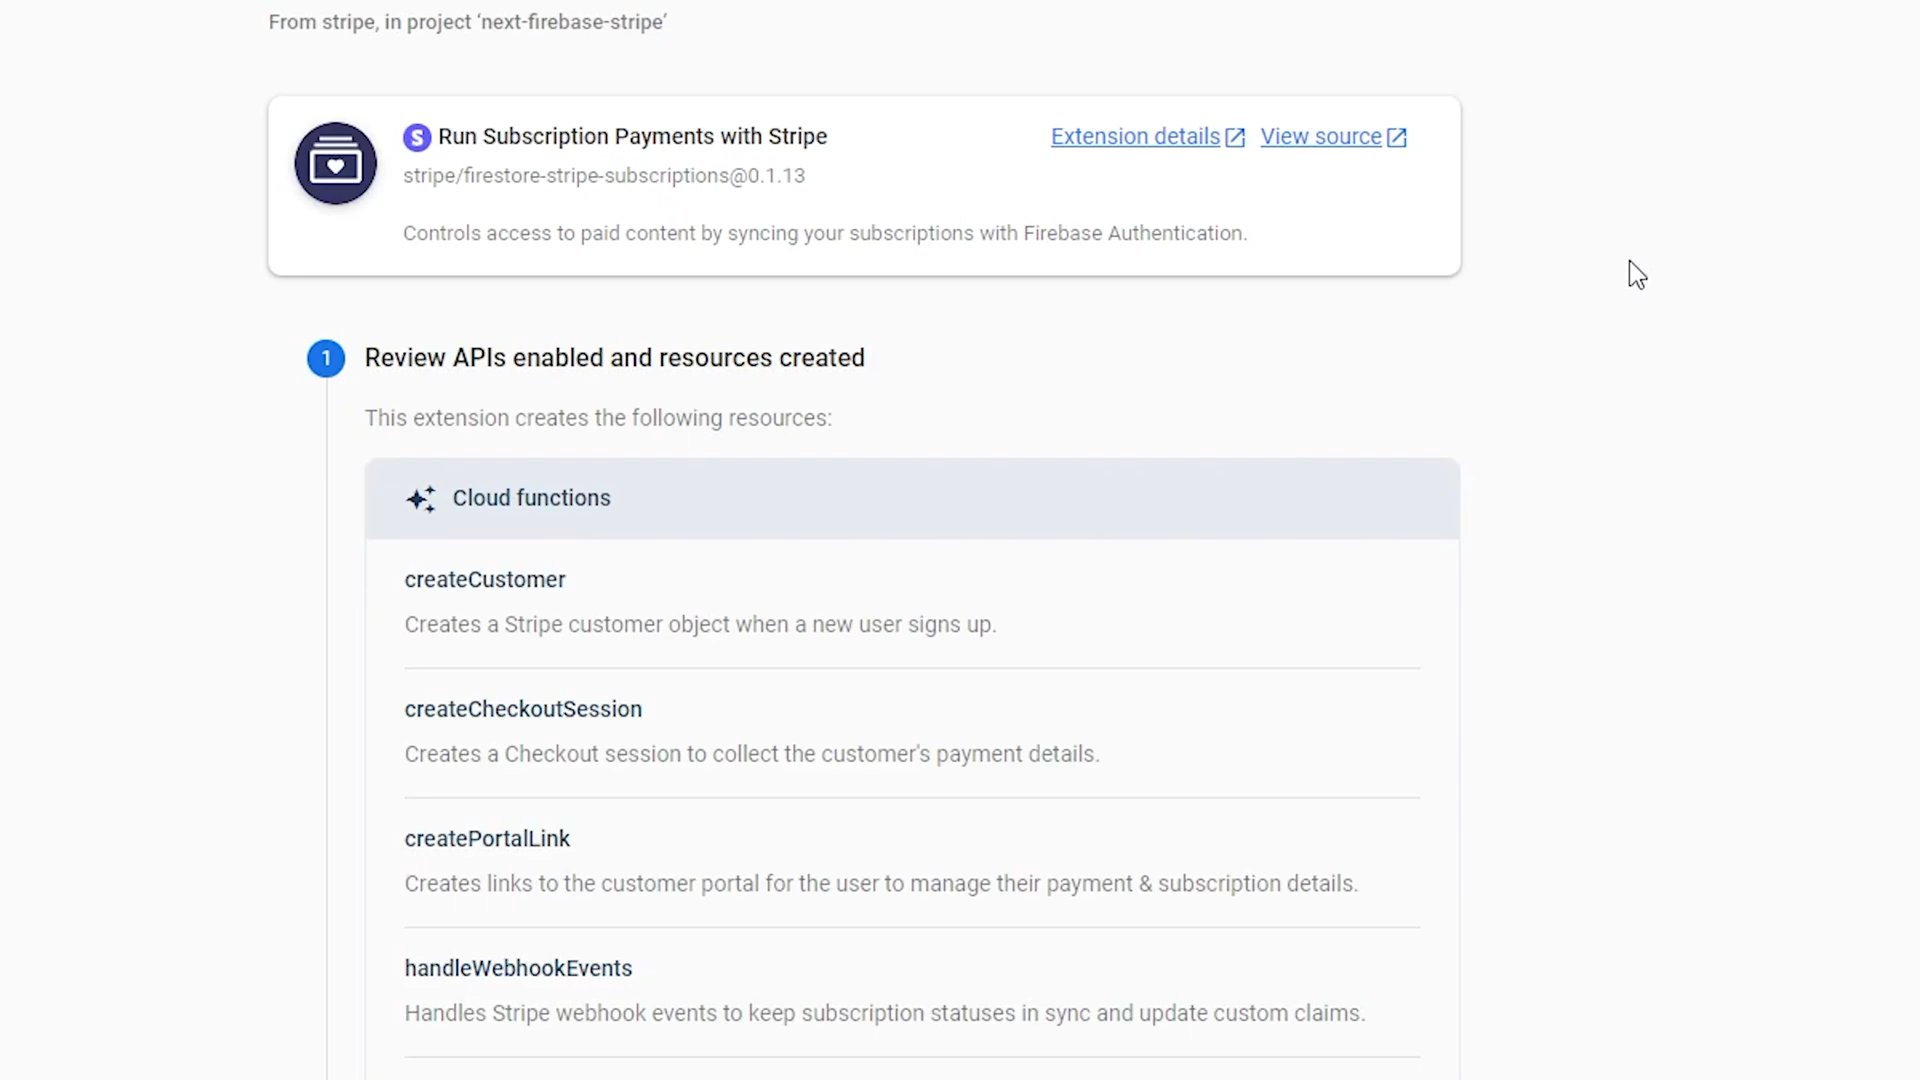 From stripe, in project ‘next-firebase-stripe’
S Run Subscription Payments with Stripe
Extension details
View source
stripe/firestore-stripe-subscriptions@0.1.13
Controls access to paid content by syncing your subscriptions with Firebase Authentication.
1 Review APIs enabled and resources created
This extension creates the following resources:
Cloud functions
createCustomer
Creates a Stripe customer object when a new user signs up.
createCheckoutSession
Creates a Checkout session to collect the customer's payment details.
createPortalLink
Creates links to the customer portal for the user to manage their payment & subscription details.
handleWebhookEvents
Handles Stripe webhook events to keep subscription statuses in sync and update custom claims.